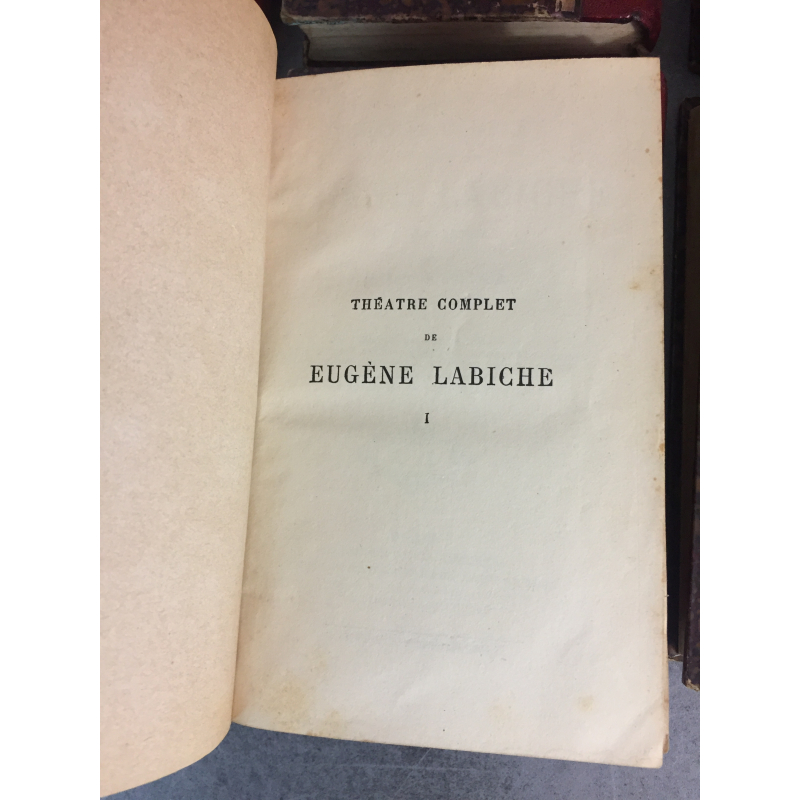 THÉATRE COMPLET
DE
EUGÈNE LABICHE
I